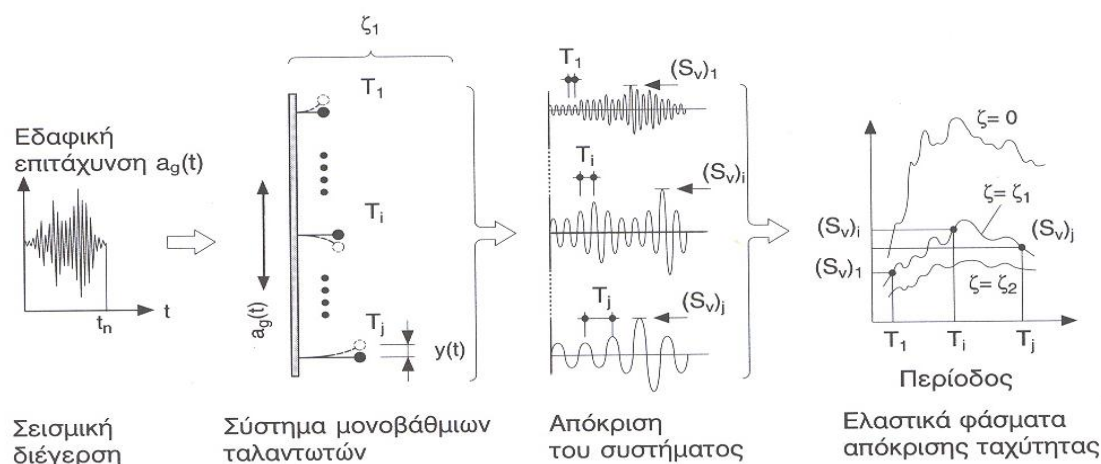 Εδαφική
επιτάχυνση ag(t)
t
tn
ζ1
T1
Ti
Tj
ag(t)
y(t)
T1
(Sv)1
Ti
(Sv)i
Tj
(Sv)j
ζ= 0
ζ= ζ1
ζ= ζ2
(Sv)i
(Sv)j
(Sv)1
T1
Ti
Tj
Περίοδος
Σεισμική
διέγερση
Σύστημα μονοβάθμιων
ταλαντωτών
Απόκριση
του συστήματος
Ελαστικά φάσματα
απόκρισης ταχύτητας